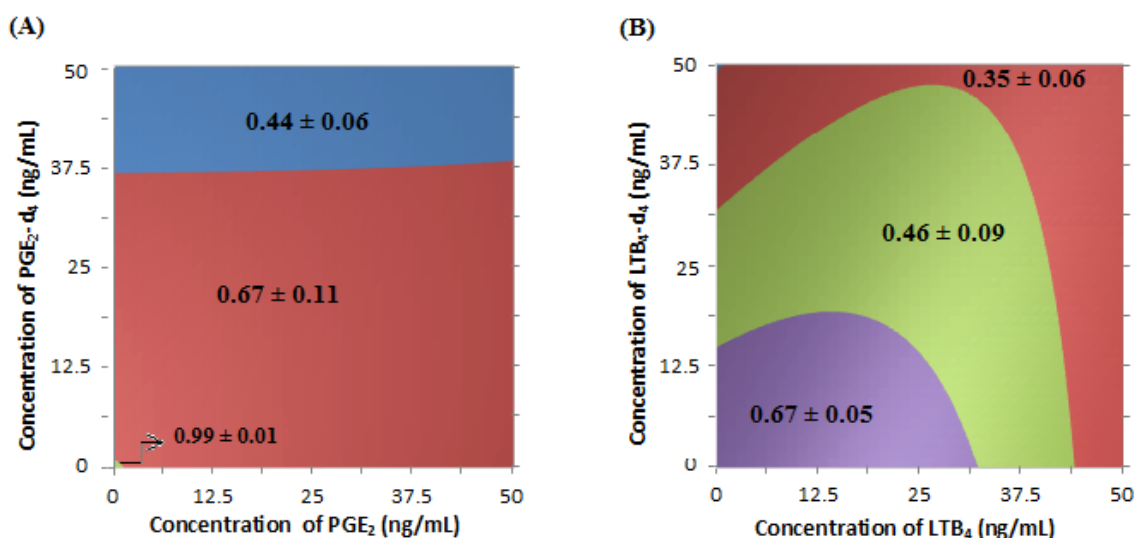 (A)
50
37.5
25
12.5
0
0 12.5 25 37.5 50
Concentration of PGE₂-d₄ (ng/mL)
Concentration of PGE₂ (ng/mL)
0.44 ± 0.06
0.67 ± 0.11
0.99 ± 0.01
(B)
50
37.5
25
12.5
0
0 12.5 25 37.5 50
Concentration of LTB₄-d₄ (ng/mL)
Concentration of LTB₄ (ng/mL)
0.35 ± 0.06
0.46 ± 0.09
0.67 ± 0.05